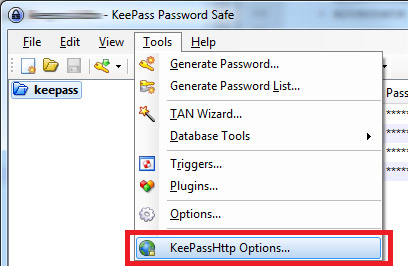 - KeePass Password Safe
File Edit View Tools Help
Generate Password...
keepass
Generate Password List...
Pass
TAN Wizard...
****
Database Tools
****
****
Triggers...
****
Plugins...
Options...
KeePassHttp Options...